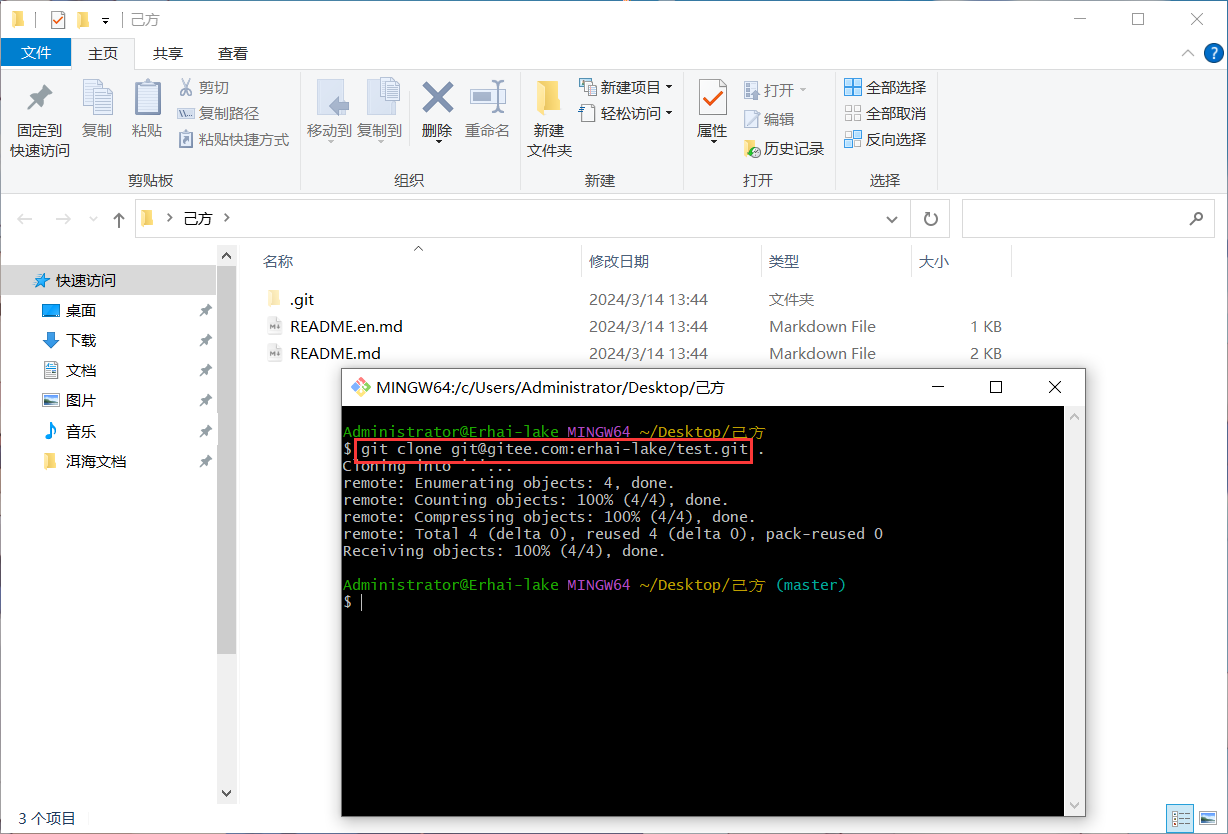 己方
文件 主页 共享 查看
固定到
快速访问
复制
粘贴
剪切
复制路径
粘贴快捷方式
剪贴板
移动到
复制到
删除
重命名
组织
新建
文件夹
新建项目
轻松访问
新建
属性
打开
编辑
历史记录
打开
全部选择
全部取消
反向选择
选择
己方
快速访问
桌面
下载
文档
图片
音乐
洱海文档
名称 修改日期 类型 大小
.git 2024/3/14 13:44 文件夹
README.en.md 2024/3/14 13:44 Markdown File 1 KB
README.md 2024/3/14 13:44 Markdown File 2 KB
MINGW64:/c/Users/Administrator/Desktop/己方
Administrator@Erhai-lake MINGW64 ~/Desktop/己方
$ git clone git@gitee.com:erhai-lake/test.git .
Cloning into '.'...
remote: Enumerating objects: 4, done.
remote: Counting objects: 100% (4/4), done.
remote: Compressing objects: 100% (4/4), done.
remote: Total 4 (delta 0), reused 4 (delta 0), pack-reused 0
Receiving objects: 100% (4/4), done.
Administrator@Erhai-lake MINGW64 ~/Desktop/己方 (master)
$
3 个项目